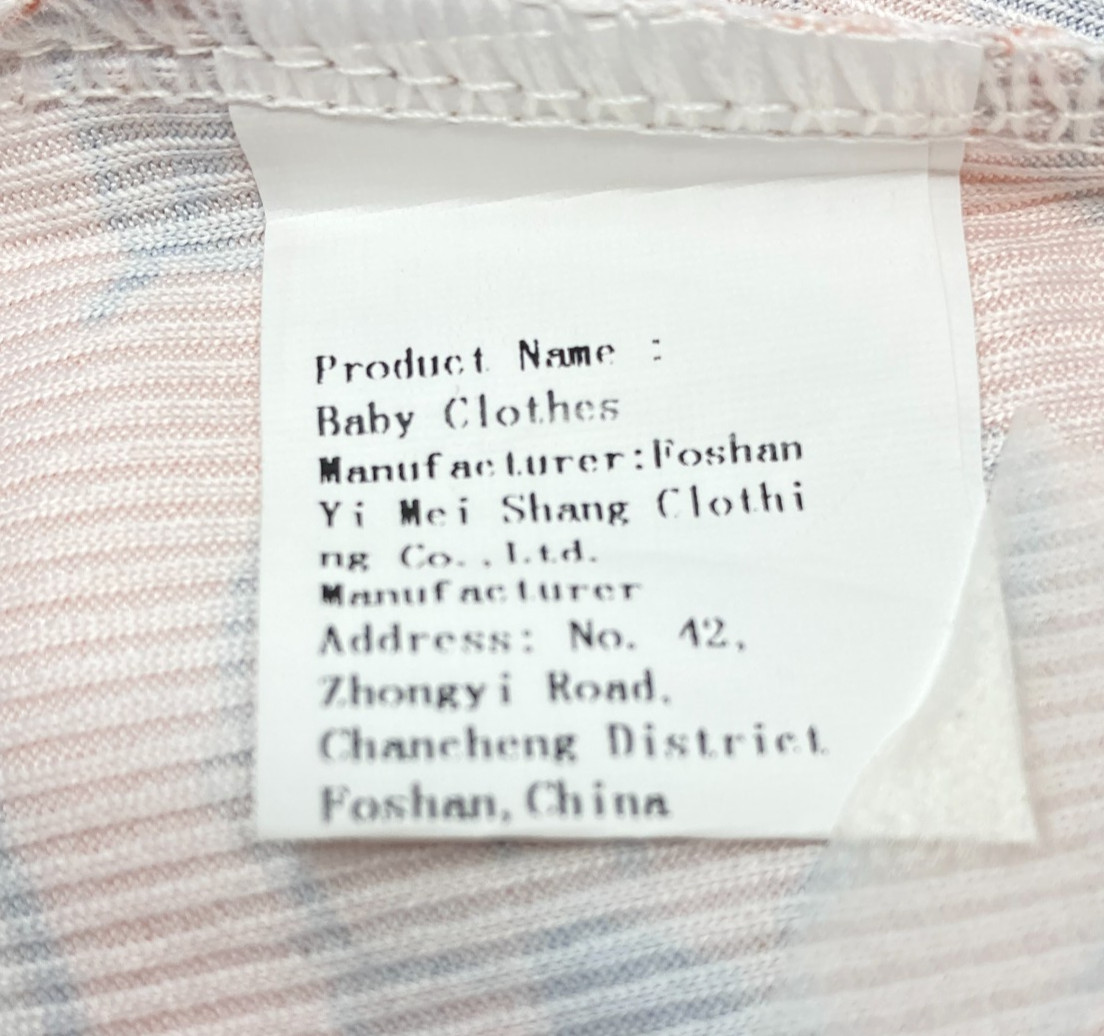 Product Name :
Baby Clothes
Manufacturer:Foshan
Yi Mei Shang Clothi
ng Co.,Ltd.
Manufacturer
Address: No. 42,
Zhongyi Road.
Chancheng District
Foshan,China